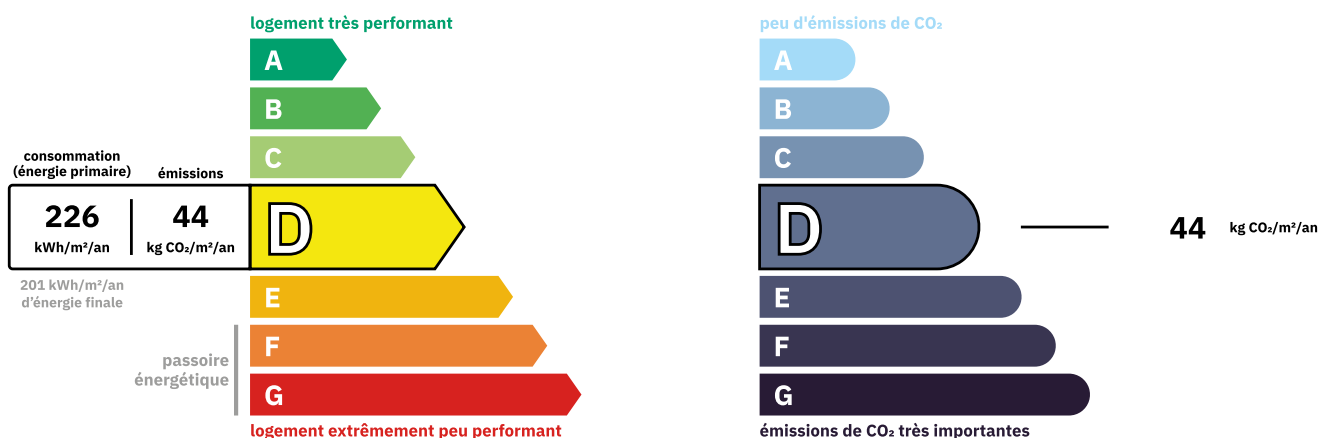 logement très performant
A
B
C
consommation
(énergie primaire)
émissions
226
kWh/m²/an
44
kg CO₂/m²/an
D
201 kWh/m²/an
d'énergie finale
E
F
passoire
énergétique
G
logement extrêmement peu performant
peu d'émissions de CO₂
A
B
C
D
44 kg CO₂/m²/an
E
F
G
émissions de CO₂ très importantes